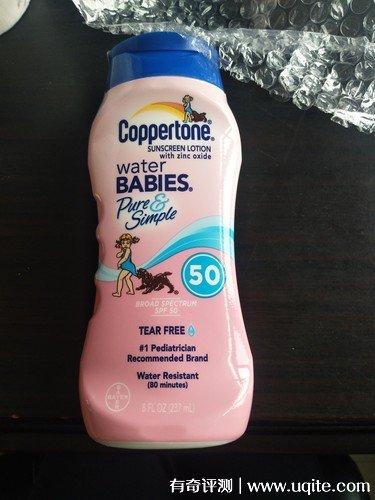 Coppertone®
SUNSCREEN LOTION
with zinc oxide
water
BABIES®
Pure &
Simple
50
BROAD SPECTRUM
SPF 50
TEAR FREE
#1 Pediatrician
Recommended Brand
Water Resistant
(80 minutes)
BAYER
8 FL OZ (237 mL)
有奇评测 | www.uqite.com